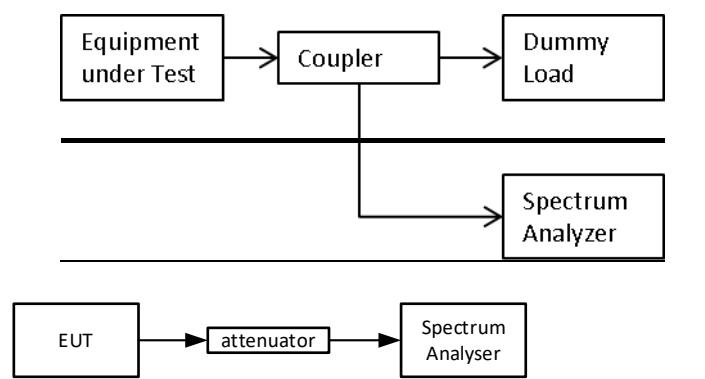 Equipment
under Test
Coupler
Dummy
Load
Spectrum
Analyzer
EUT
attenuator
Spectrum
Analyser